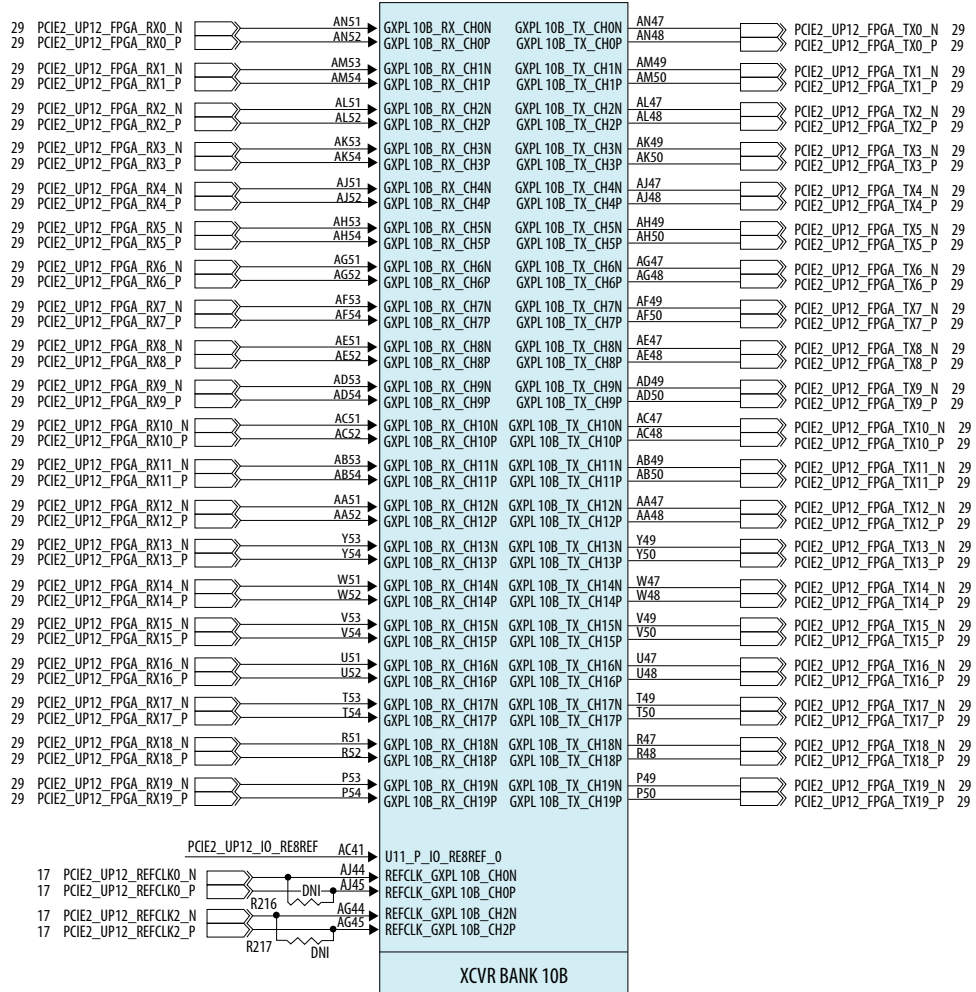 29 PCIE2_UP12_FPGA_RX0_N AN51 GXPL 10B_RX_CH0N GXPL 10B_TX_CH0N AN47 PCIE2_UP12_FPGA_TX0_N 29
29 PCIE2_UP12_FPGA_RX0_P AN52 GXPL 10B_RX_CH0P GXPL 10B_TX_CH0P AN48 PCIE2_UP12_FPGA_TX0_P 29
29 PCIE2_UP12_FPGA_RX1_N AM53 GXPL 10B_RX_CH1N GXPL 10B_TX_CH1N AM49 PCIE2_UP12_FPGA_TX1_N 29
29 PCIE2_UP12_FPGA_RX1_P AM54 GXPL 10B_RX_CH1P GXPL 10B_TX_CH1P AM50 PCIE2_UP12_FPGA_TX1_P 29
29 PCIE2_UP12_FPGA_RX2_N AL51 GXPL 10B_RX_CH2N GXPL 10B_TX_CH2N AL47 PCIE2_UP12_FPGA_TX2_N 29
29 PCIE2_UP12_FPGA_RX2_P AL52 GXPL 10B_RX_CH2P GXPL 10B_TX_CH2P AL48 PCIE2_UP12_FPGA_TX2_P 29
29 PCIE2_UP12_FPGA_RX3_N AK53 GXPL 10B_RX_CH3N GXPL 10B_TX_CH3N AK49 PCIE2_UP12_FPGA_TX3_N 29
29 PCIE2_UP12_FPGA_RX3_P AK54 GXPL 10B_RX_CH3P GXPL 10B_TX_CH3P AK50 PCIE2_UP12_FPGA_TX3_P 29
29 PCIE2_UP12_FPGA_RX4_N AJ51 GXPL 10B_RX_CH4N GXPL 10B_TX_CH4N AJ47 PCIE2_UP12_FPGA_TX4_N 29
29 PCIE2_UP12_FPGA_RX4_P AJ52 GXPL 10B_RX_CH4P GXPL 10B_TX_CH4P AJ48 PCIE2_UP12_FPGA_TX4_P 29
29 PCIE2_UP12_FPGA_RX5_N AH53 GXPL 10B_RX_CH5N GXPL 10B_TX_CH5N AH49 PCIE2_UP12_FPGA_TX5_N 29
29 PCIE2_UP12_FPGA_RX5_P AH54 GXPL 10B_RX_CH5P GXPL 10B_TX_CH5P AH50 PCIE2_UP12_FPGA_TX5_P 29
29 PCIE2_UP12_FPGA_RX6_N AG51 GXPL 10B_RX_CH6N GXPL 10B_TX_CH6N AG47 PCIE2_UP12_FPGA_TX6_N 29
29 PCIE2_UP12_FPGA_RX6_P AG52 GXPL 10B_RX_CH6P GXPL 10B_TX_CH6P AG48 PCIE2_UP12_FPGA_TX6_P 29
29 PCIE2_UP12_FPGA_RX7_N AF53 GXPL 10B_RX_CH7N GXPL 10B_TX_CH7N AF49 PCIE2_UP12_FPGA_TX7_N 29
29 PCIE2_UP12_FPGA_RX7_P AF54 GXPL 10B_RX_CH7P GXPL 10B_TX_CH7P AF50 PCIE2_UP12_FPGA_TX7_P 29
29 PCIE2_UP12_FPGA_RX8_N AE51 GXPL 10B_RX_CH8N GXPL 10B_TX_CH8N AE47 PCIE2_UP12_FPGA_TX8_N 29
29 PCIE2_UP12_FPGA_RX8_P AE52 GXPL 10B_RX_CH8P GXPL 10B_TX_CH8P AE48 PCIE2_UP12_FPGA_TX8_P 29
29 PCIE2_UP12_FPGA_RX9_N AD53 GXPL 10B_RX_CH9N GXPL 10B_TX_CH9N AD49 PCIE2_UP12_FPGA_TX9_N 29
29 PCIE2_UP12_FPGA_RX9_P AD54 GXPL 10B_RX_CH9P GXPL 10B_TX_CH9P AD50 PCIE2_UP12_FPGA_TX9_P 29
29 PCIE2_UP12_FPGA_RX10_N AC51 GXPL 10B_RX_CH10N GXPL 10B_TX_CH10N AC47 PCIE2_UP12_FPGA_TX10_N 29
29 PCIE2_UP12_FPGA_RX10_P AC52 GXPL 10B_RX_CH10P GXPL 10B_TX_CH10P AC48 PCIE2_UP12_FPGA_TX10_P 29
29 PCIE2_UP12_FPGA_RX11_N AB53 GXPL 10B_RX_CH11N GXPL 10B_TX_CH11N AB49 PCIE2_UP12_FPGA_TX11_N 29
29 PCIE2_UP12_FPGA_RX11_P AB54 GXPL 10B_RX_CH11P GXPL 10B_TX_CH11P AB50 PCIE2_UP12_FPGA_TX11_P 29
29 PCIE2_UP12_FPGA_RX12_N AA51 GXPL 10B_RX_CH12N GXPL 10B_TX_CH12N AA47 PCIE2_UP12_FPGA_TX12_N 29
29 PCIE2_UP12_FPGA_RX12_P AA52 GXPL 10B_RX_CH12P GXPL 10B_TX_CH12P AA48 PCIE2_UP12_FPGA_TX12_P 29
29 PCIE2_UP12_FPGA_RX13_N Y53 GXPL 10B_RX_CH13N GXPL 10B_TX_CH13N Y49 PCIE2_UP12_FPGA_TX13_N 29
29 PCIE2_UP12_FPGA_RX13_P Y54 GXPL 10B_RX_CH13P GXPL 10B_TX_CH13P Y50 PCIE2_UP12_FPGA_TX13_P 29
29 PCIE2_UP12_FPGA_RX14_N W51 GXPL 10B_RX_CH14N GXPL 10B_TX_CH14N W47 PCIE2_UP12_FPGA_TX14_N 29
29 PCIE2_UP12_FPGA_RX14_P W52 GXPL 10B_RX_CH14P GXPL 10B_TX_CH14P W48 PCIE2_UP12_FPGA_TX14_P 29
29 PCIE2_UP12_FPGA_RX15_N V53 GXPL 10B_RX_CH15N GXPL 10B_TX_CH15N V49 PCIE2_UP12_FPGA_TX15_N 29
29 PCIE2_UP12_FPGA_RX15_P V54 GXPL 10B_RX_CH15P GXPL 10B_TX_CH15P V50 PCIE2_UP12_FPGA_TX15_P 29
29 PCIE2_UP12_FPGA_RX16_N U51 GXPL 10B_RX_CH16N GXPL 10B_TX_CH16N U47 PCIE2_UP12_FPGA_TX16_N 29
29 PCIE2_UP12_FPGA_RX16_P U52 GXPL 10B_RX_CH16P GXPL 10B_TX_CH16P U48 PCIE2_UP12_FPGA_TX16_P 29
29 PCIE2_UP12_FPGA_RX17_N T53 GXPL 10B_RX_CH17N GXPL 10B_TX_CH17N T49 PCIE2_UP12_FPGA_TX17_N 29
29 PCIE2_UP12_FPGA_RX17_P T54 GXPL 10B_RX_CH17P GXPL 10B_TX_CH17P T50 PCIE2_UP12_FPGA_TX17_P 29
29 PCIE2_UP12_FPGA_RX18_N R51 GXPL 10B_RX_CH18N GXPL 10B_TX_CH18N R47 PCIE2_UP12_FPGA_TX18_N 29
29 PCIE2_UP12_FPGA_RX18_P R52 GXPL 10B_RX_CH18P GXPL 10B_TX_CH18P R48 PCIE2_UP12_FPGA_TX18_P 29
29 PCIE2_UP12_FPGA_RX19_N P53 GXPL 10B_RX_CH19N GXPL 10B_TX_CH19N P49 PCIE2_UP12_FPGA_TX19_N 29
29 PCIE2_UP12_FPGA_RX19_P P54 GXPL 10B_RX_CH19P GXPL 10B_TX_CH19P P50 PCIE2_UP12_FPGA_TX19_P 29
PCIE2_UP12_IO_RE8REF AC41 U11_P_IO_RE8REF_0
17 PCIE2_UP12_REFCLK0_N AJ44 REFCLK_GXPL 10B_CH0N
17 PCIE2_UP12_REFCLK0_P DNI AJ45 REFCLK_GXPL 10B_CH0P
R216
17 PCIE2_UP12_REFCLK2_N AG44 REFCLK_GXPL 10B_CH2N
17 PCIE2_UP12_REFCLK2_P AG45 REFCLK_GXPL 10B_CH2P
R217 DNI
XCVR BANK 10B